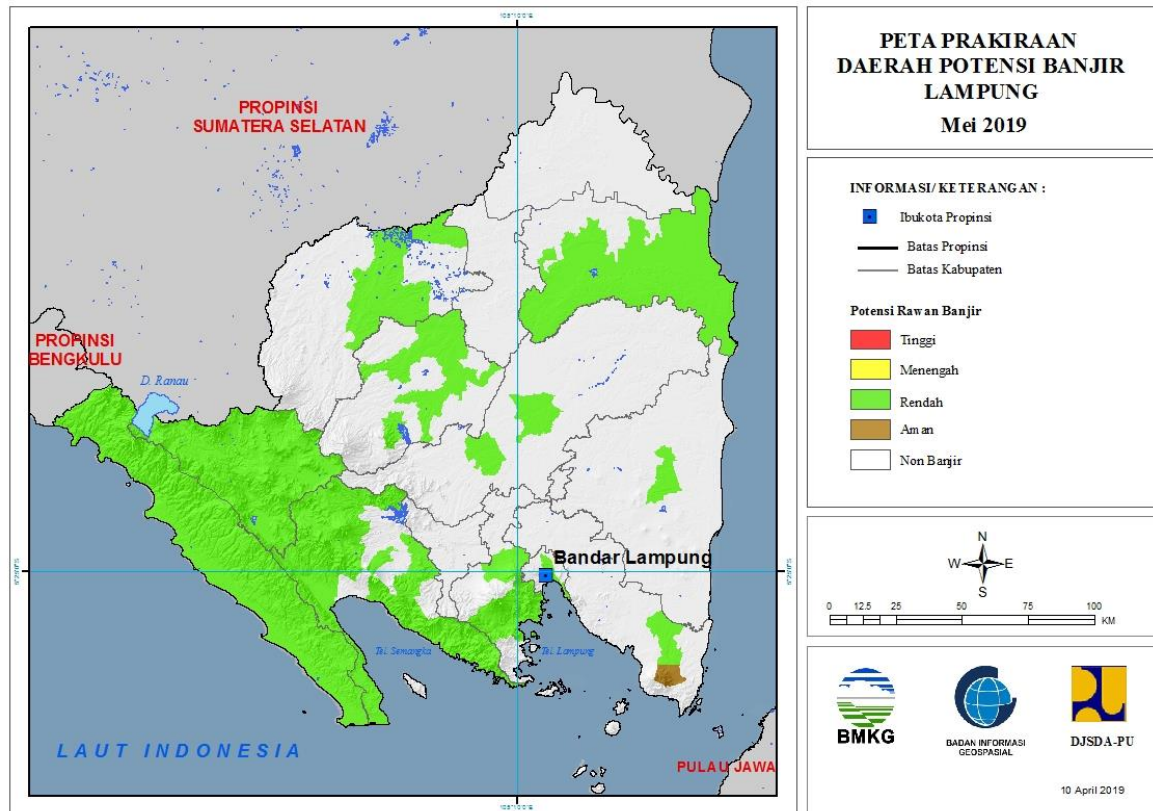 PROPINSI
SUMATERA SELATAN
PROPINSI
BENGKULU
D. Ranau
Bandar Lampung
Tel. Semangka
Tel. Lampung
LAUT INDONESIA
PULAU JAWA
PETA PRAKIRAAN
DAERAH POTENSI BANJIR
LAMPUNG
Mei 2019
INFORMASI/ KETERANGAN :
Ibukota Propinsi
Batas Propinsi
Batas Kabupaten
Potensi Rawan Banjir
Tinggi
Menengah
Rendah
Aman
Non Banjir
N
W E
S
0 12.5 25 50 75 100
KM
BMKG
BADAN INFORMASI
GEOSPASIAL
DJSDA-PU
10 April 2019